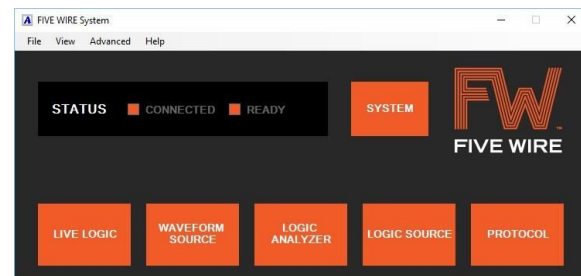 FIVE WIRE System
File View Advanced Help
STATUS CONNECTED READY
SYSTEM
FW™
FIVE WIRE
LIVE LOGIC
WAVEFORM
SOURCE
LOGIC
ANALYZER
LOGIC SOURCE
PROTOCOL